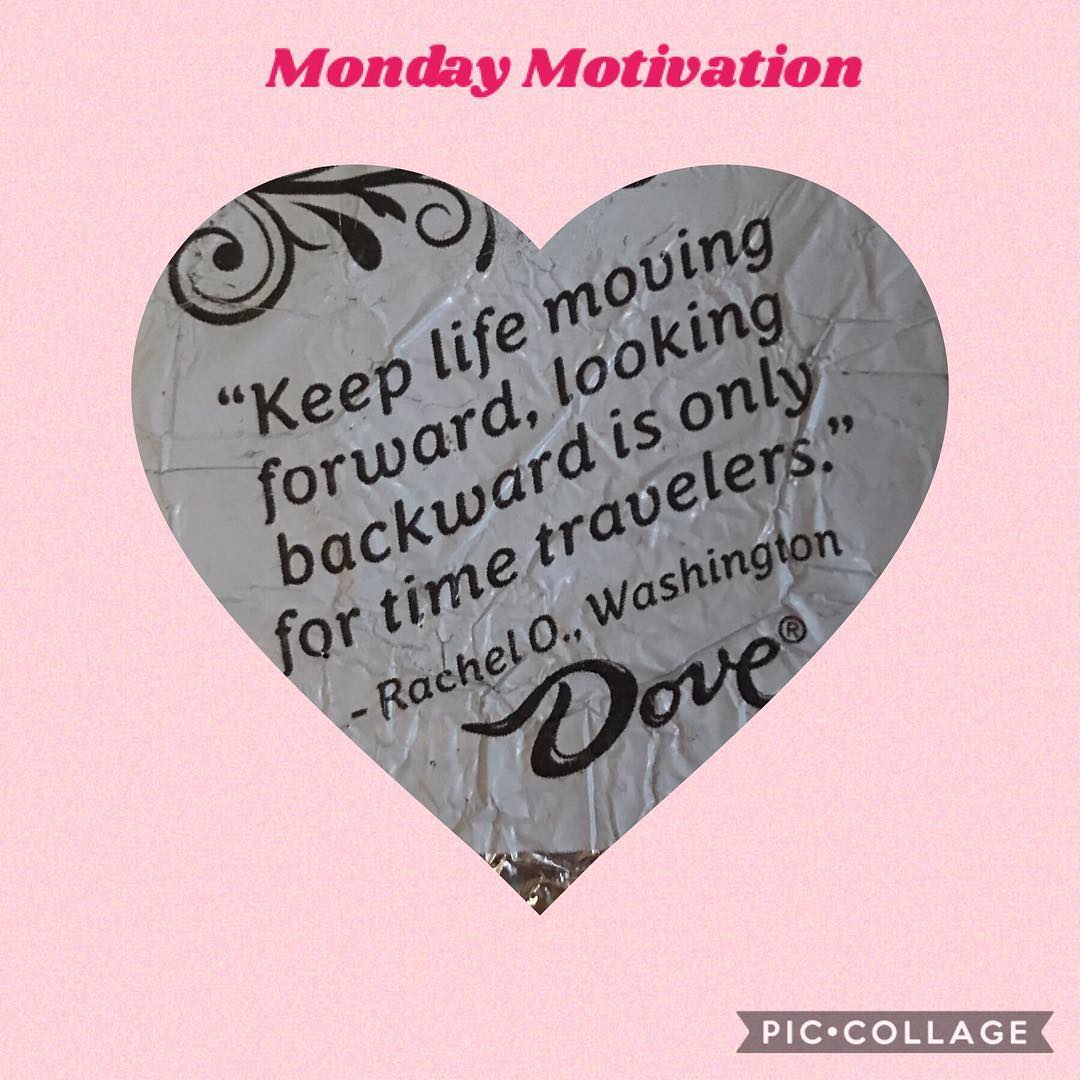 Monday Motivation
“Keep life moving
forward, looking
backward is only
for time travelers.”
- Rachel O., Washington
Dove®
PIC•COLLAGE